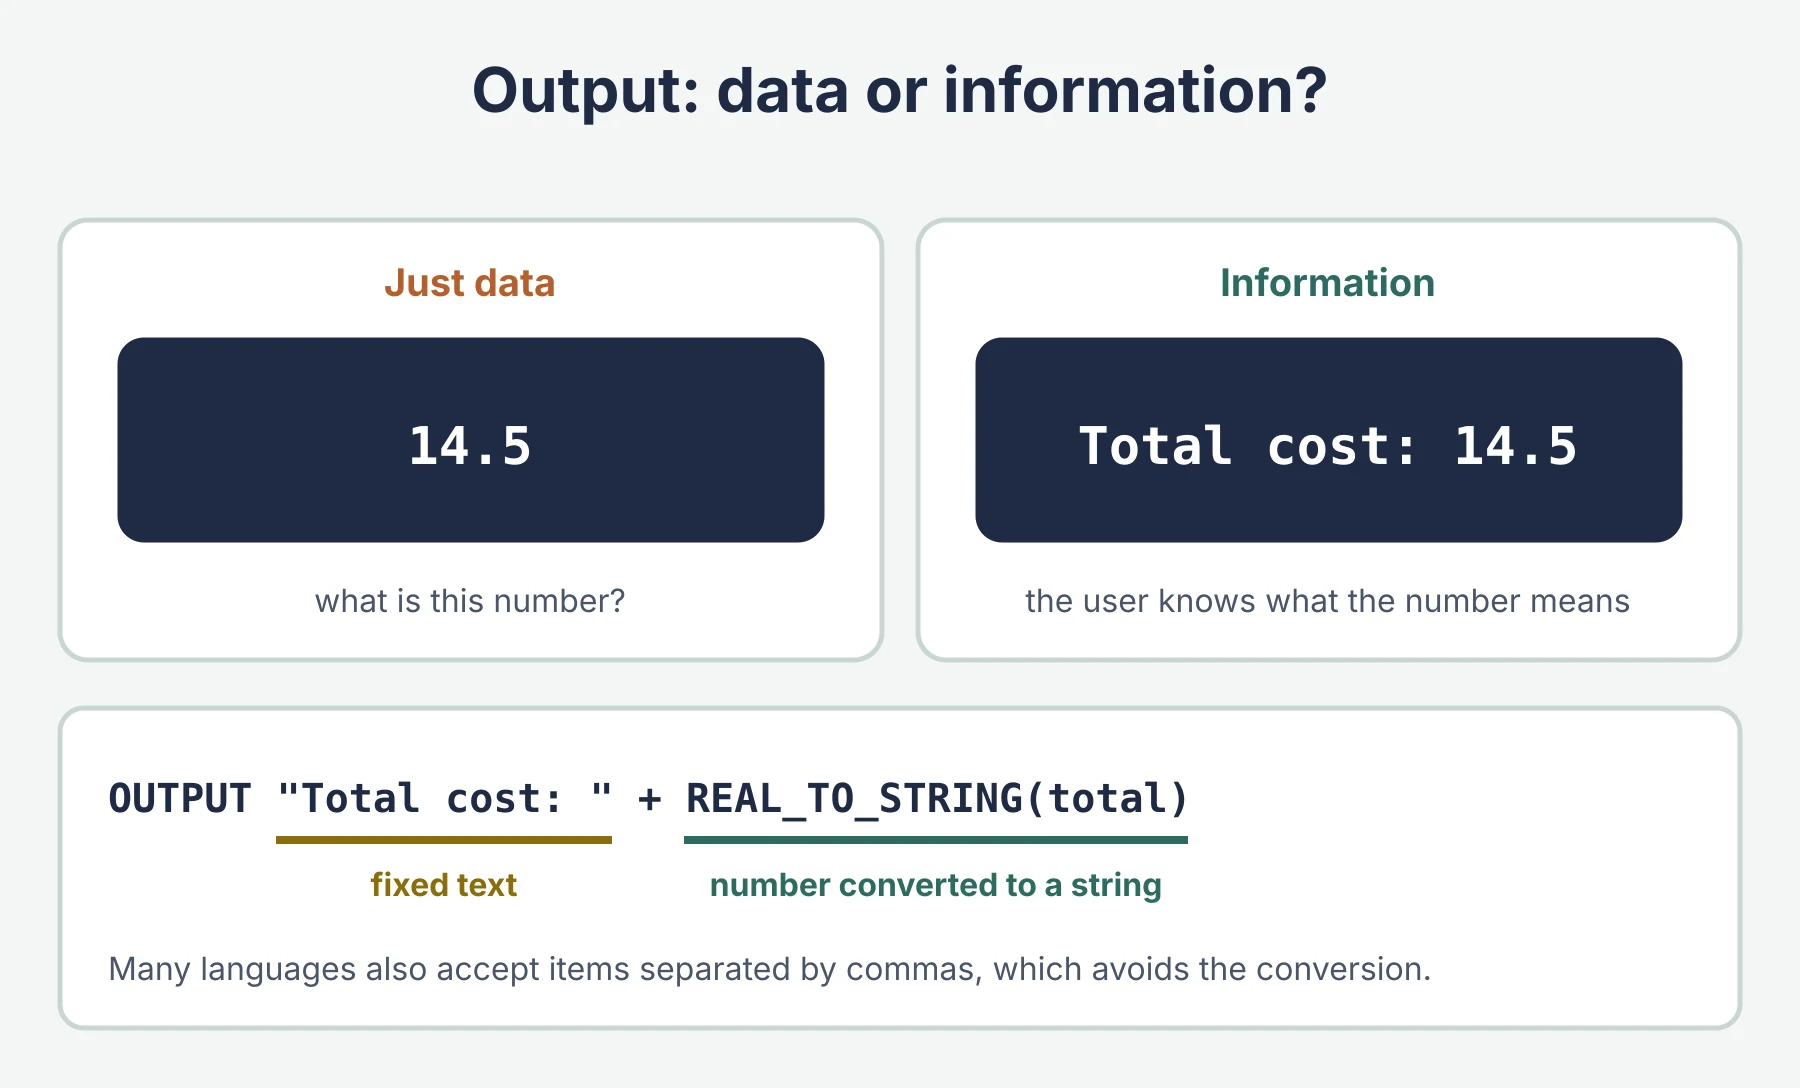 Output: data or information?
Just data
14.5
what is this number?
Information
Total cost: 14.5
the user knows what the number means
OUTPUT "Total cost: " + REAL_TO_STRING(total)
fixed text
number converted to a string
Many languages also accept items separated by commas, which avoids the conversion.